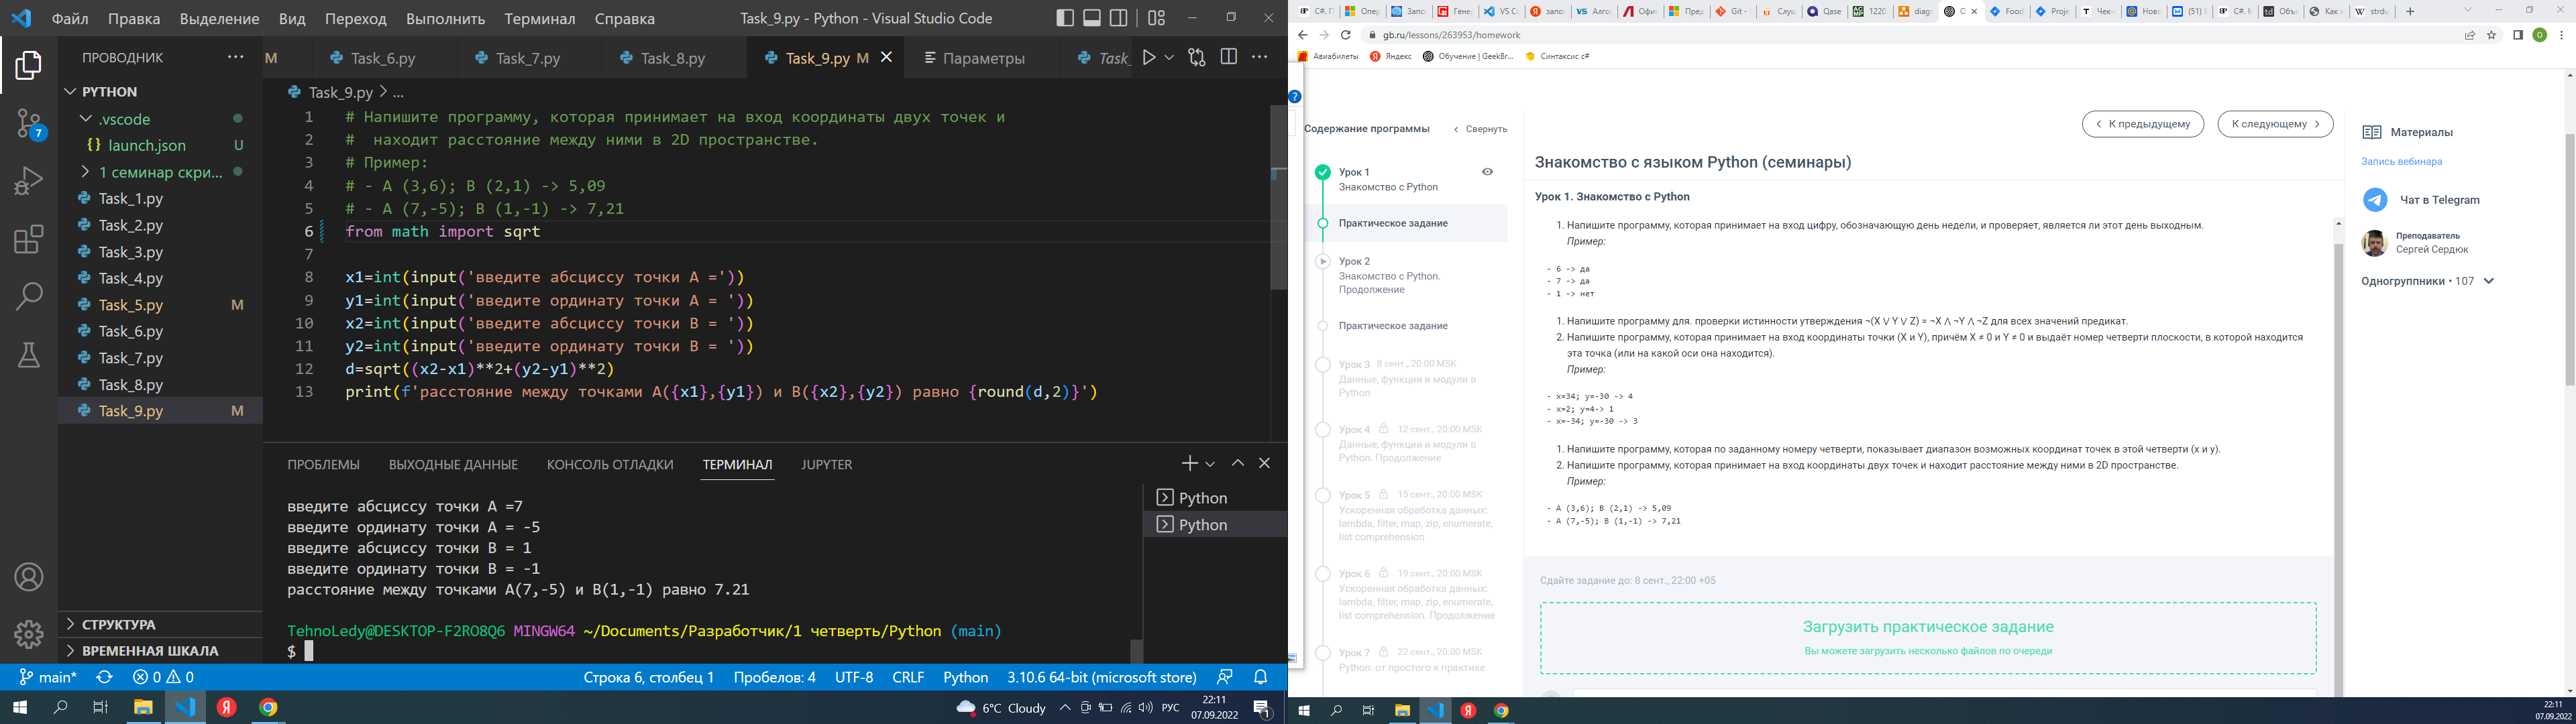 Файл Правка Выделение Вид Переход Выполнить Терминал Справка
Task_9.py - Python - Visual Studio Code
ПРОВОДНИК
PYTHON
.vscode
launch.json U
1 семинар скри...
Task_1.py
Task_2.py
Task_3.py
Task_4.py
Task_5.py M
Task_6.py
Task_7.py
Task_8.py
Task_9.py M
СТРУКТУРА
ВРЕМЕННАЯ ШКАЛА
M Task_6.py Task_7.py Task_8.py Task_9.py M Параметры Task_
Task_9.py > ...
1 # Напишите программу, которая принимает на вход координаты двух точек и
2 #  находит расстояние между ними в 2D пространстве.
3 # Пример:
4 # - A (3,6); B (2,1) -> 5,09
5 # - A (7,-5); B (1,-1) -> 7,21
6 from math import sqrt
7
8 x1=int(input('введите абсциссу точки A ='))
9 y1=int(input('введите ординату точки A = '))
10 x2=int(input('введите абсциссу точки B = '))
11 y2=int(input('введите ординату точки B = '))
12 d=sqrt((x2-x1)**2+(y2-y1)**2)
13 print(f'расстояние между точками A({x1},{y1}) и B({x2},{y2}) равно {round(d,2)}')
ПРОБЛЕМЫ ВЫХОДНЫЕ ДАННЫЕ КОНСОЛЬ ОТЛАДКИ ТЕРМИНАЛ JUPYTER
Python
Python
введите абсциссу точки A =7
введите ординату точки A = -5
введите абсциссу точки B = 1
введите ординату точки B = -1
расстояние между точками A(7,-5) и B(1,-1) равно 7.21
TehnoLedy@DESKTOP-F2RO8Q6 MINGW64 ~/Documents/Разработчик/1 четверть/Python (main)
$
main* 0 0 Строка 6, столбец 1 Пробелов: 4 UTF-8 CRLF Python 3.10.6 64-bit (microsoft store)
7
6°C Cloudy РУС 22:11
07.09.2022 1
gb.ru/lessons/263953/homework
Авиабилеты Яндекс Обучение | GeekBr... Синтаксис c#
Содержание программы Свернуть
Урок 1
Знакомство с Python
Практическое задание
Урок 2
Знакомство с Python.
Продолжение
Практическое задание
Урок 3 8 сент., 20:00 MSK
Данные, функции и модули в
Python
Урок 4 12 сент., 20:00 MSK
Данные, функции и модули в
Python. Продолжение
Урок 5 15 сент., 20:00 MSK
Ускоренная обработка данных:
lambda, filter, map, zip, enumerate,
list comprehension
Урок 6 19 сент., 20:00 MSK
Ускоренная обработка данных:
lambda, filter, map, zip, enumerate,
list comprehension. Продолжение
Урок 7 22 сент., 20:00 MSK
Python: от простого к практике
К предыдущему К следующему
Знакомство с языком Python (семинары)
Урок 1. Знакомство с Python
1. Напишите программу, которая принимает на вход цифру, обозначающую день недели, и проверяет, является ли этот день выходным.
Пример:
- 6 -> да
- 7 -> да
- 1 -> нет
1. Напишите программу для. проверки истинности утверждения ¬(X ⋁ Y ⋁ Z) = ¬X ⋀ ¬Y ⋀ ¬Z для всех значений предикат.
2. Напишите программу, которая принимает на вход координаты точки (X и Y), причём X ≠ 0 и Y ≠ 0 и выдаёт номер четверти плоскости, в которой находится
эта точка (или на какой оси она находится).
Пример:
- x=34; y=-30 -> 4
- x=2; y=4-> 1
- x=-34; y=-30 -> 3
1. Напишите программу, которая по заданному номеру четверти, показывает диапазон возможных координат точек в этой четверти (x и y).
2. Напишите программу, которая принимает на вход координаты двух точек и находит расстояние между ними в 2D пространстве.
Пример:
- A (3,6); B (2,1) -> 5,09
- A (7,-5); B (1,-1) -> 7,21
Сдайте задание до: 8 сент., 22:00 +05
Загрузить практическое задание
Вы можете загрузить несколько файлов по очереди
Материалы
Запись вебинара
Чат в Telegram
Преподаватель
Сергей Сердюк
Одногруппники • 107
22:11
07.09.2022